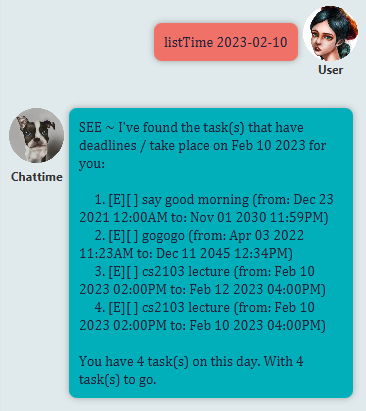 listTime 2023-02-10
User
SEE ~ I've found the task(s) that have
deadlines / take place on Feb 10 2023 for
you:
Chattime
1. [E][ ] say good morning (from: Dec 23
2021 12:00AM to: Nov 01 2030 11:59PM)
2. [E][ ] gogogo (from: Apr 03 2022
11:23AM to: Dec 11 2045 12:34PM)
3. [E][ ] cs2103 lecture (from: Feb 10
2023 02:00PM to: Feb 12 2023 04:00PM)
4. [E][ ] cs2103 lecture (from: Feb 10
2023 02:00PM to: Feb 10 2023 04:00PM)
You have 4 task(s) on this day. With 4
task(s) to go.